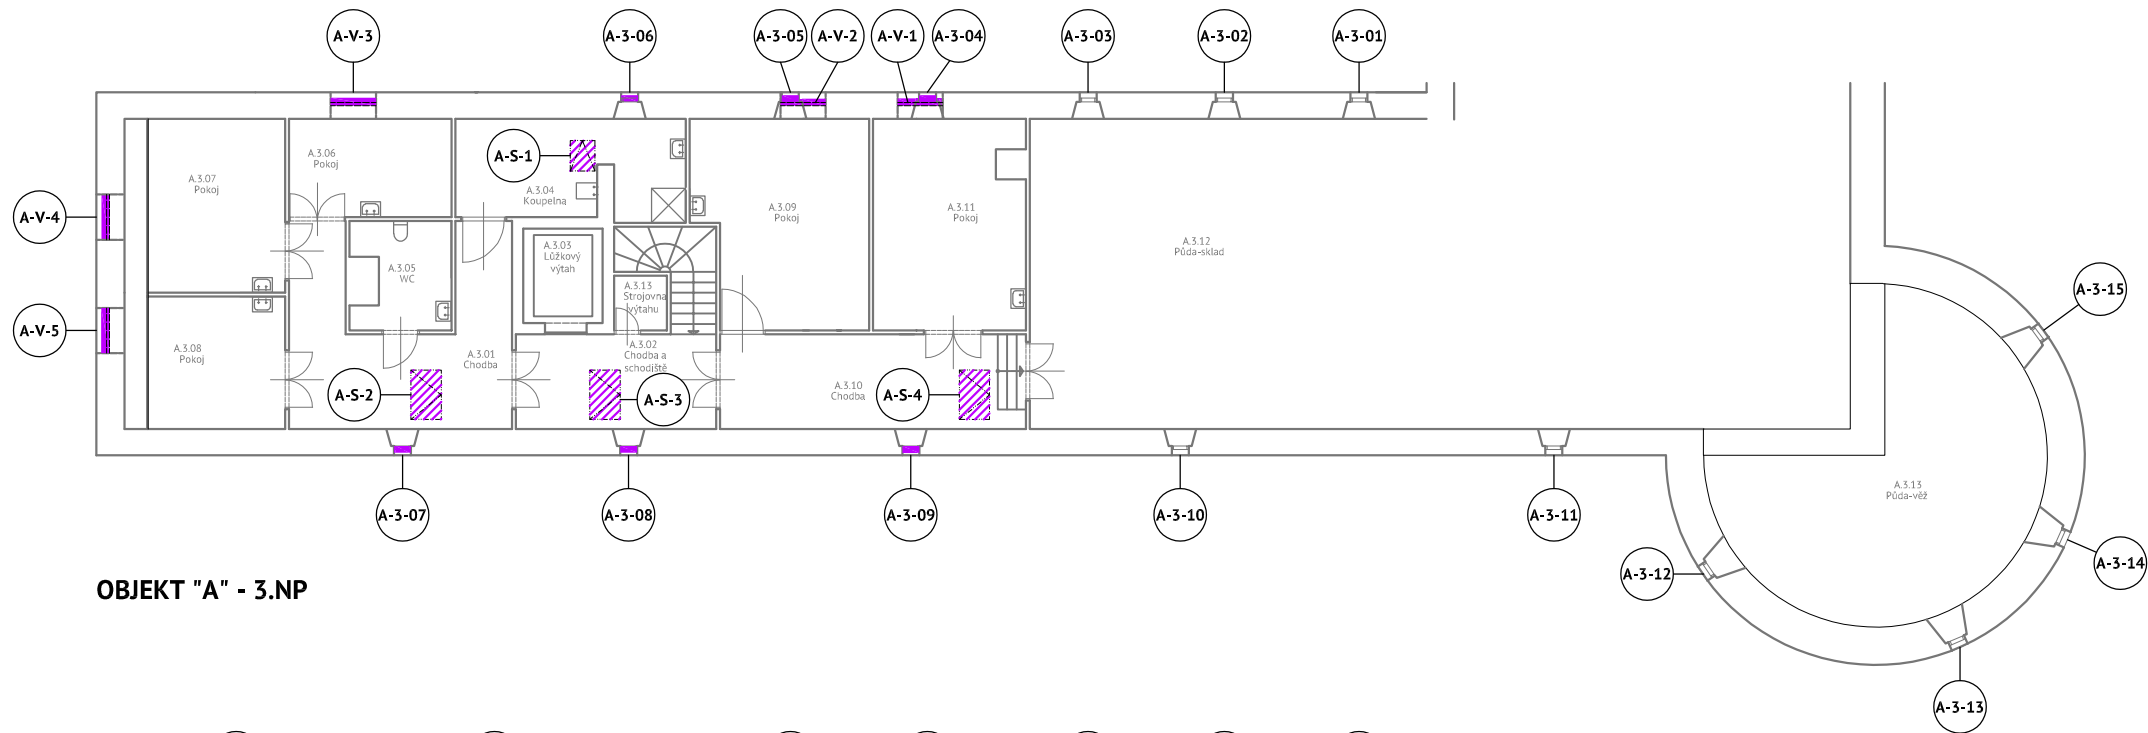 A-V-3
A-3-06
A-3-05
A-V-2
A-V-1
A-3-04
A-3-03
A-3-02
A-3-01
A-S-1
A.3.06
Pokoj
A.3.07
Pokoj
A.3.04
Koupelna
A.3.09
Pokoj
A.3.11
Pokoj
A-V-4
A.3.12
Půda-sklad
A.3.03
Lůžkový
výtah
A.3.05
WC
A.3.13
Strojovna
výtahu
A-3-15
A-V-5
A.3.08
Pokoj
A.3.01
Chodba
A.3.02
Chodba a
schodiště
A.3.10
Chodba
A-S-2
A-S-3
A-S-4
A.3.13
Půda-věž
A-3-07
A-3-08
A-3-09
A-3-10
A-3-11
A-3-12
A-3-14
OBJEKT "A" - 3.NP
A-3-13